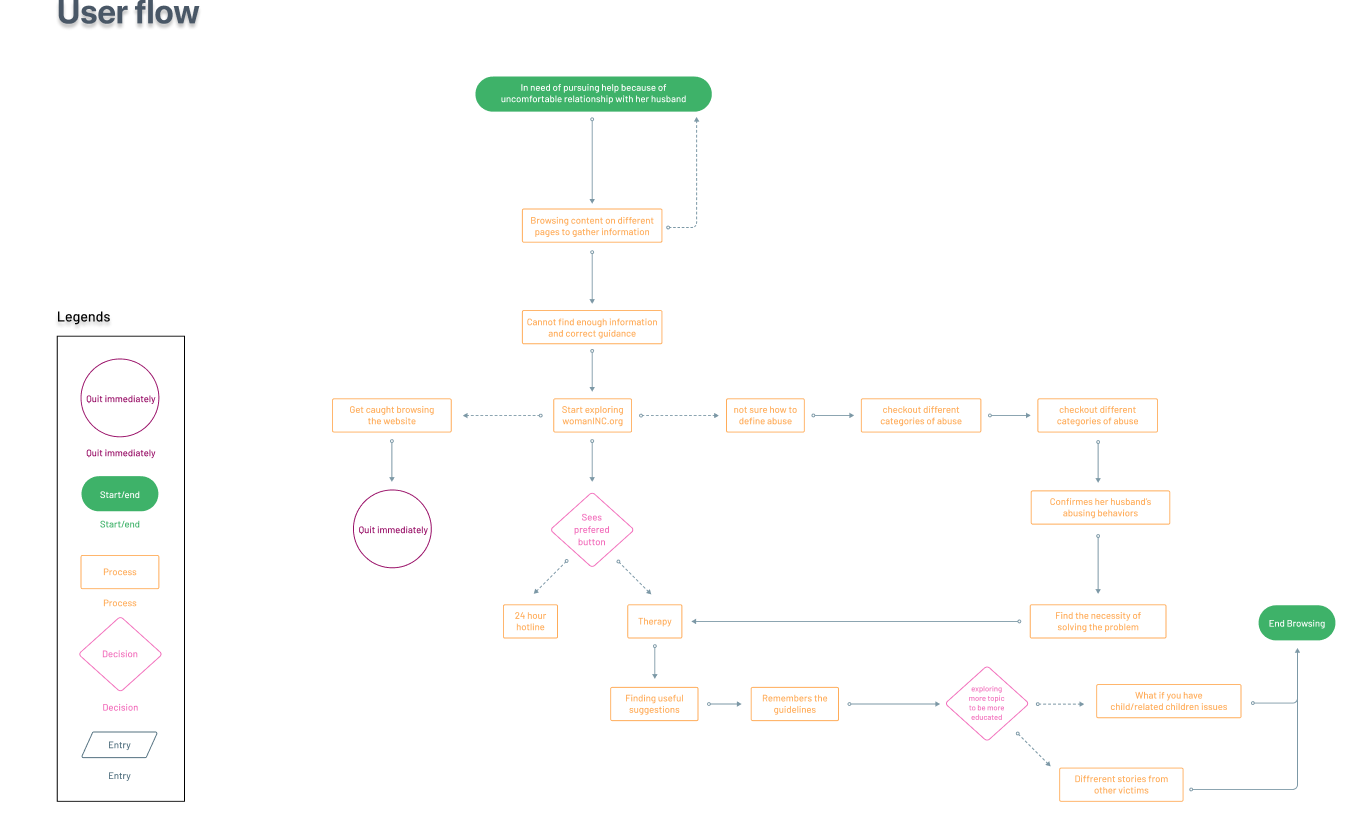 User flow
In need of pursuing help because of
uncomfortable relationship with her husband
Browsing content on different
pages to gather information
Cannot find enough information
and correct guidance
Get caught browsing
the website
Start exploring
womanINC.org
not sure how to
define abuse
checkout different
categories of abuse
checkout different
categories of abuse
Quit immediately
Sees
prefered
button
Confirmes her husband's
abusing behaviors
24 hour
hotline
Therapy
Find the necessity of
solving the problem
End Browsing
Finding useful
suggestions
Remembers the
guidelines
exploring
more topic
to be more
educated
What if you have
child/related children issues
Diffrerent stories from
other victims
Legends
Quit immediately
Quit immediately
Start/end
Start/end
Process
Process
Decision
Decision
Entry
Entry